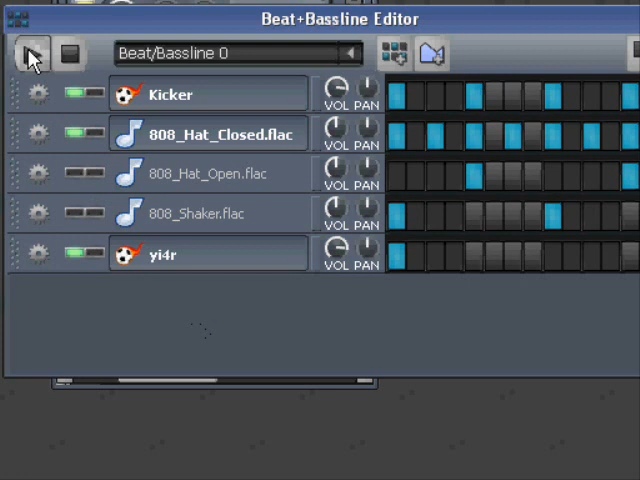 Beat+Bassline Editor
Beat/Bassline 0
Kicker
VOL PAN
808_Hat_Closed.flac
VOL PAN
808_Hat_Open.flac
VOL PAN
808_Shaker.flac
VOL PAN
yi4r
VOL PAN